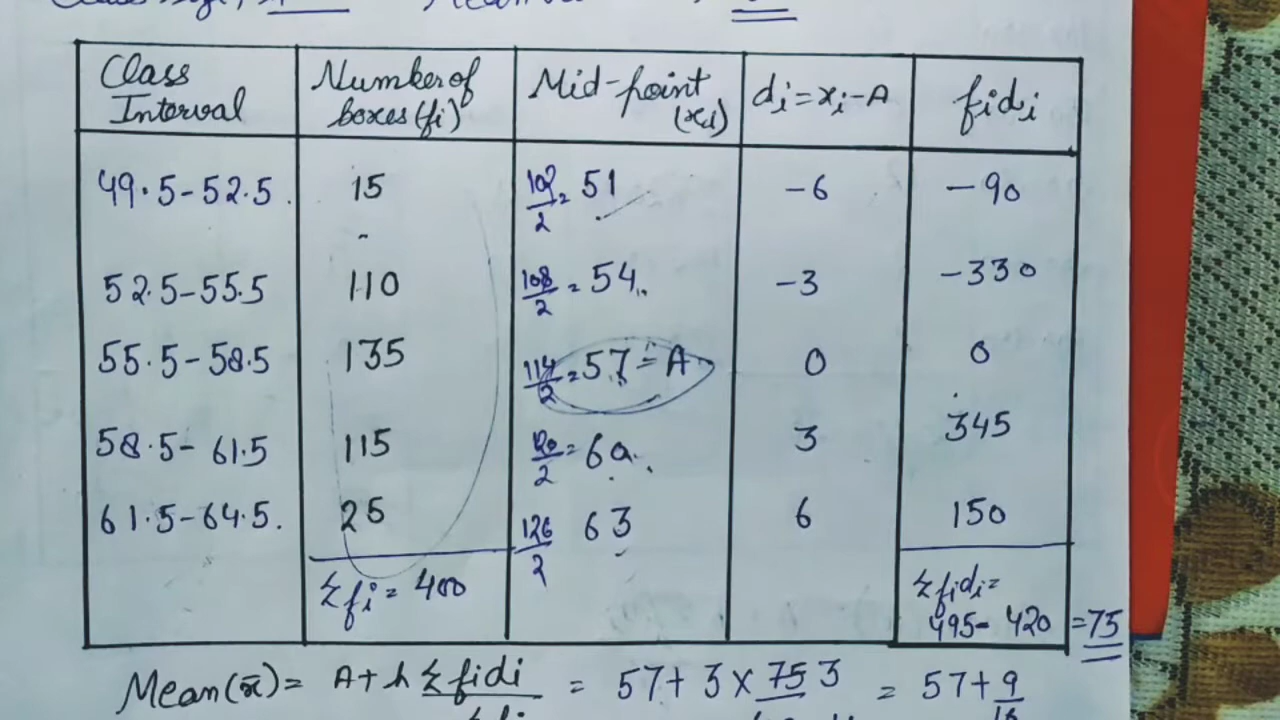 Class Interval | Number of boxes (fi) | Mid-point (xi) | di = xi - A | fidi
49.5-52.5 | 15 | 102/2 = 51 | -6 | -90
52.5-55.5 | 110 | 108/2 = 54 | -3 | -330
55.5-58.5 | 135 | 114/2 = 57 = A | 0 | 0
58.5-61.5 | 115 | 120/2 = 60 | 3 | 345
61.5-64.5 | 25 | 126/2 63 | 6 | 150
Σfi = 400 | Σfidi = 495-420 = 75
Mean(x̄) = A + h Σfidi = 57 + 3 × 75 3 = 57 + 9